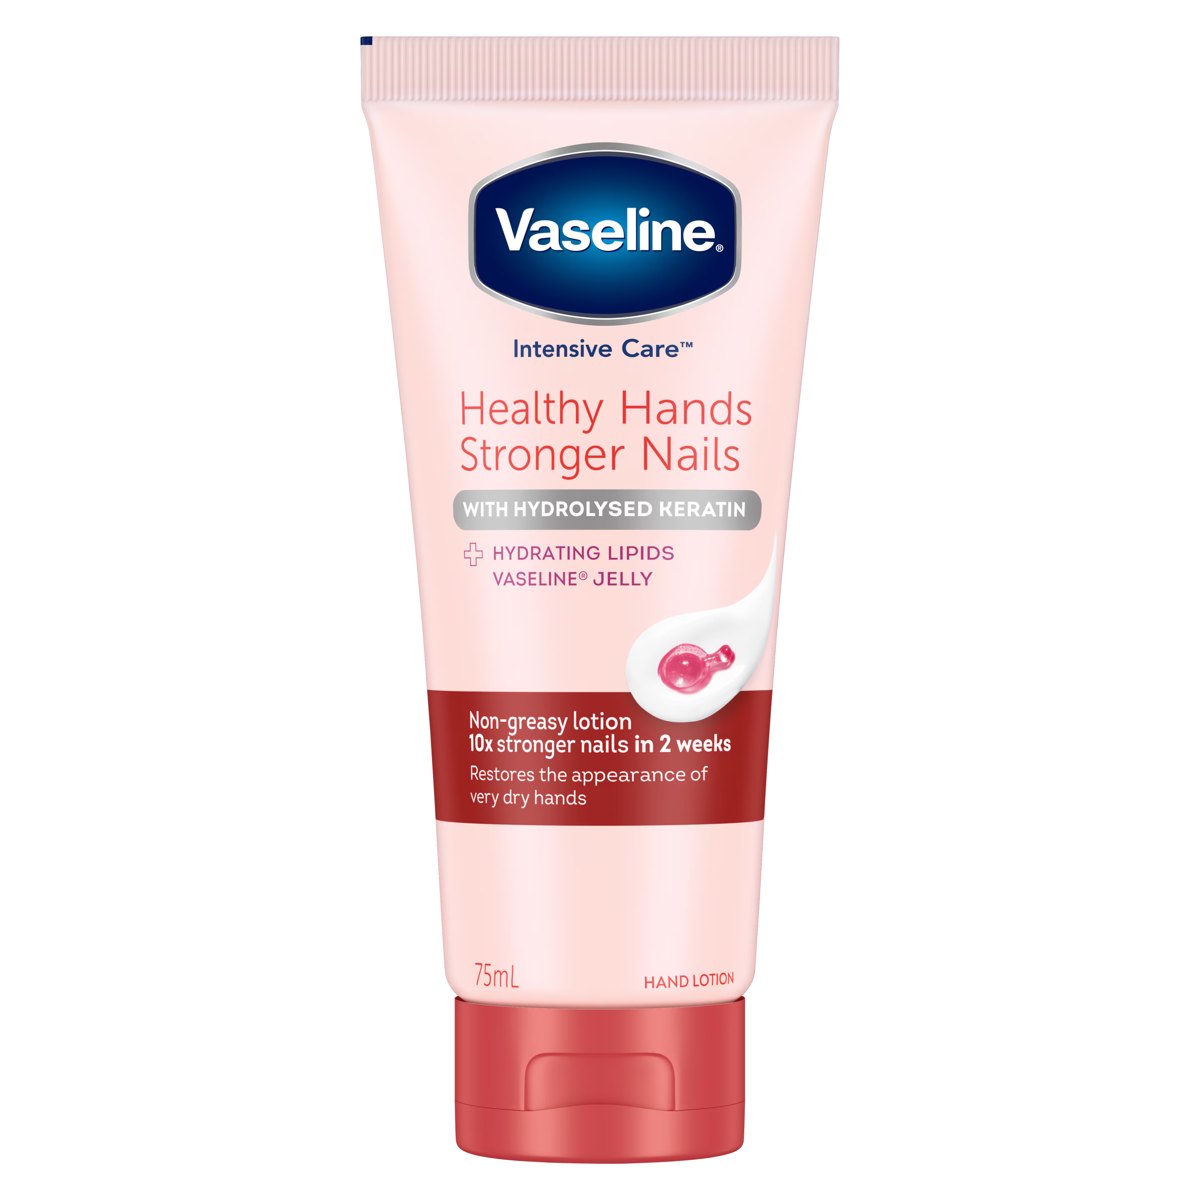 Vaseline®
Intensive Care™
Healthy Hands
Stronger Nails
WITH HYDROLYSED KERATIN
HYDRATING LIPIDS
VASELINE® JELLY
Non-greasy lotion
10x stronger nails in 2 weeks
Restores the appearance of
very dry hands
75mL
HAND LOTION